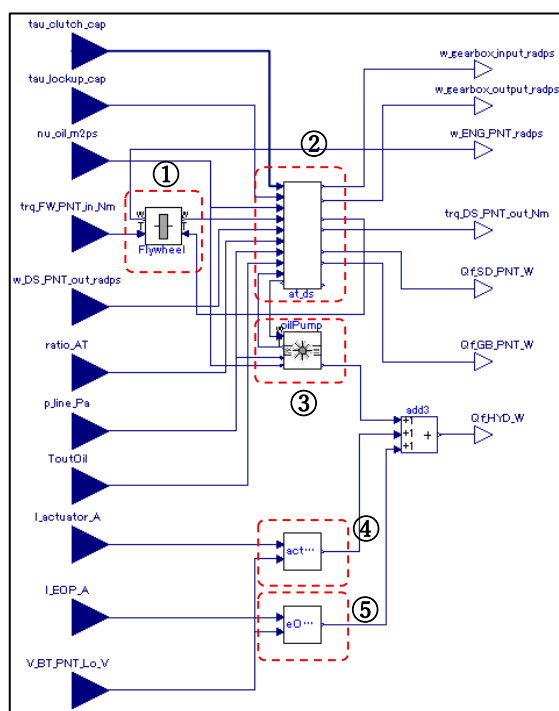 tau_clutch_cap
tau_lockup_cap
nu_oil_m2ps
trq_FW_PNT_in_Nm
w_DS_PNT_out_radps
ratio_AT
p_line_Pa
ToutOil
I_actuator_A
I_EOP_A
V_BT_PNT_Lo_V
①
w
w
T
T
Flywheel
②
at_ds
oilPump
w
③
④
act…
⑤
eO…
add3
+1
+1
+
+1
w_gearbox_input_radps
w_gearbox_output_radps
w_ENG_PNT_radps
trq_DS_PNT_out_Nm
Qf_SD_PNT_W
Qf_GB_PNT_W
Qf_HYD_W